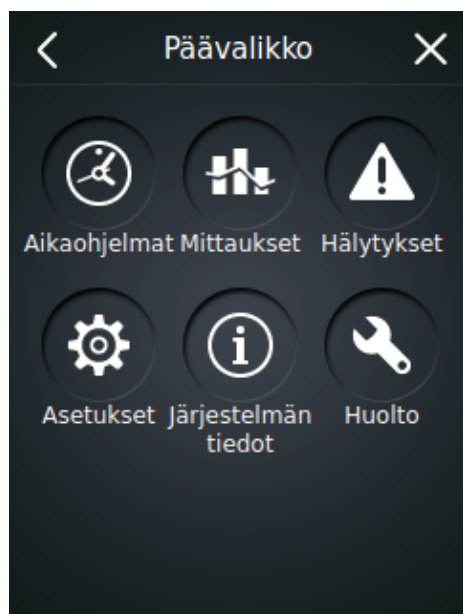 Päävalikko
Aikaohjelmat Mittaukset Hälytykset
Asetukset Järjestelmän tiedot Huolto